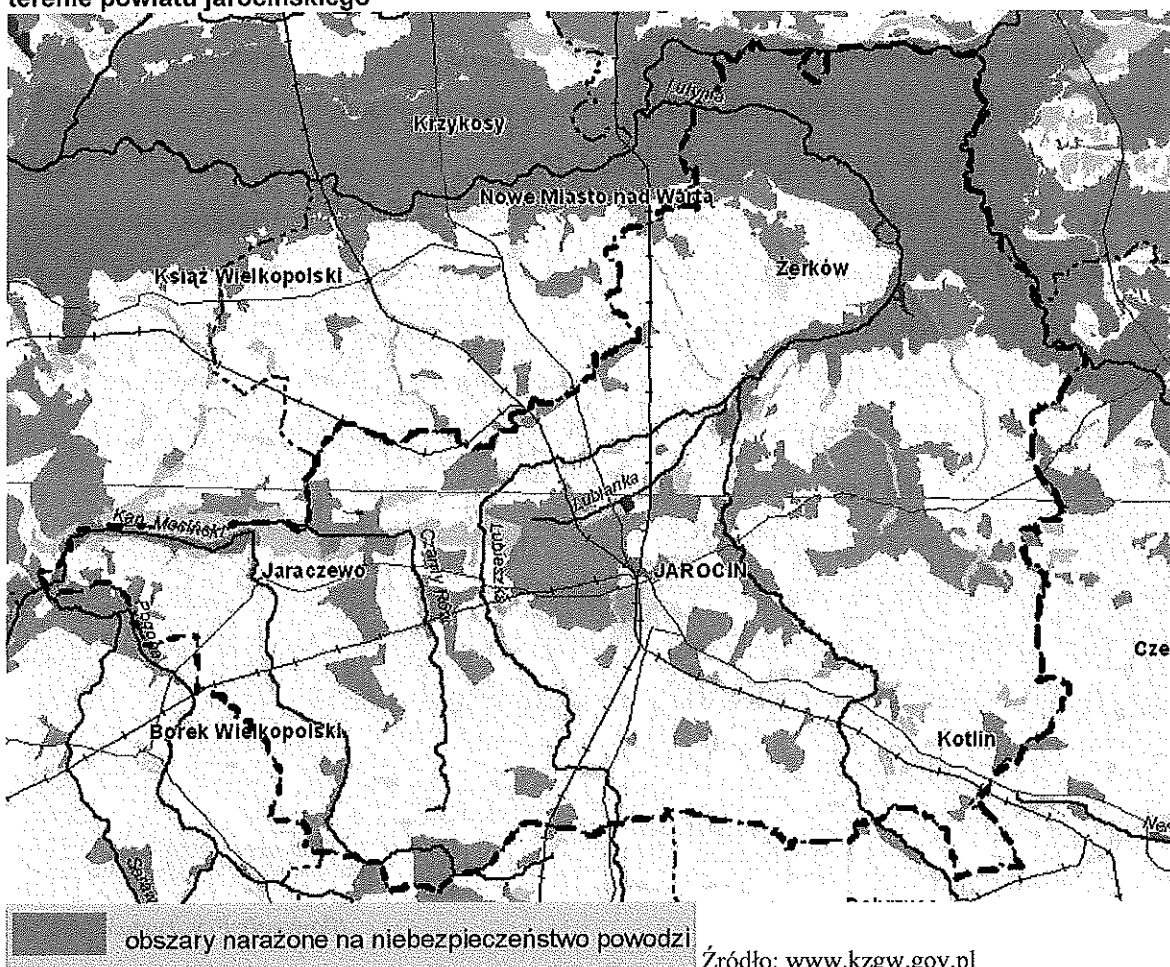 terenie powiatu jarocińskiego
Lutynia
Krzykosy
Nowe Miasto nad Wartą
Książ Wielkopolski
Żerków
Lubianka
Kan. Mosiński
Czarny Rów
Lubieszka
Jaraczewo
JAROCIN
Pogona
Cze
Borek Wielkopolski
Kotlin
obszary narażone na niebezpieczeństwo powodzi
Źródło: www.kzgw.gov.pl